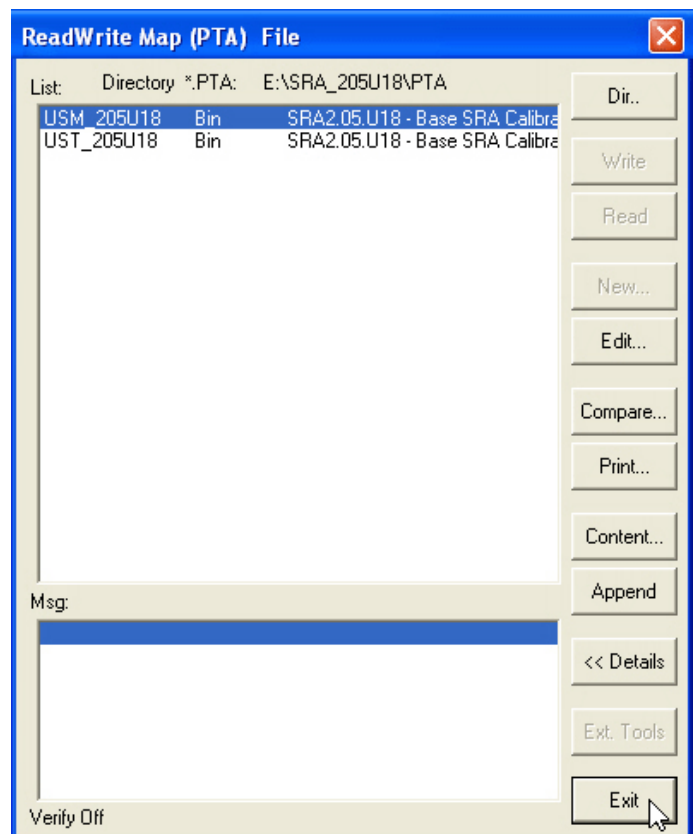 ReadWrite Map (PTA) File
List: Directory *.PTA: E:\SRA_205U18\PTA
USM_205U18 Bin SRA2.05.U18 - Base SRA Calibra
UST_205U18 Bin SRA2.05.U18 - Base SRA Calibra
Dir..
Write
Read
New...
Edit...
Compare...
Print...
Content...
Append
<< Details
Ext. Tools
Exit
Msg:
Verify Off